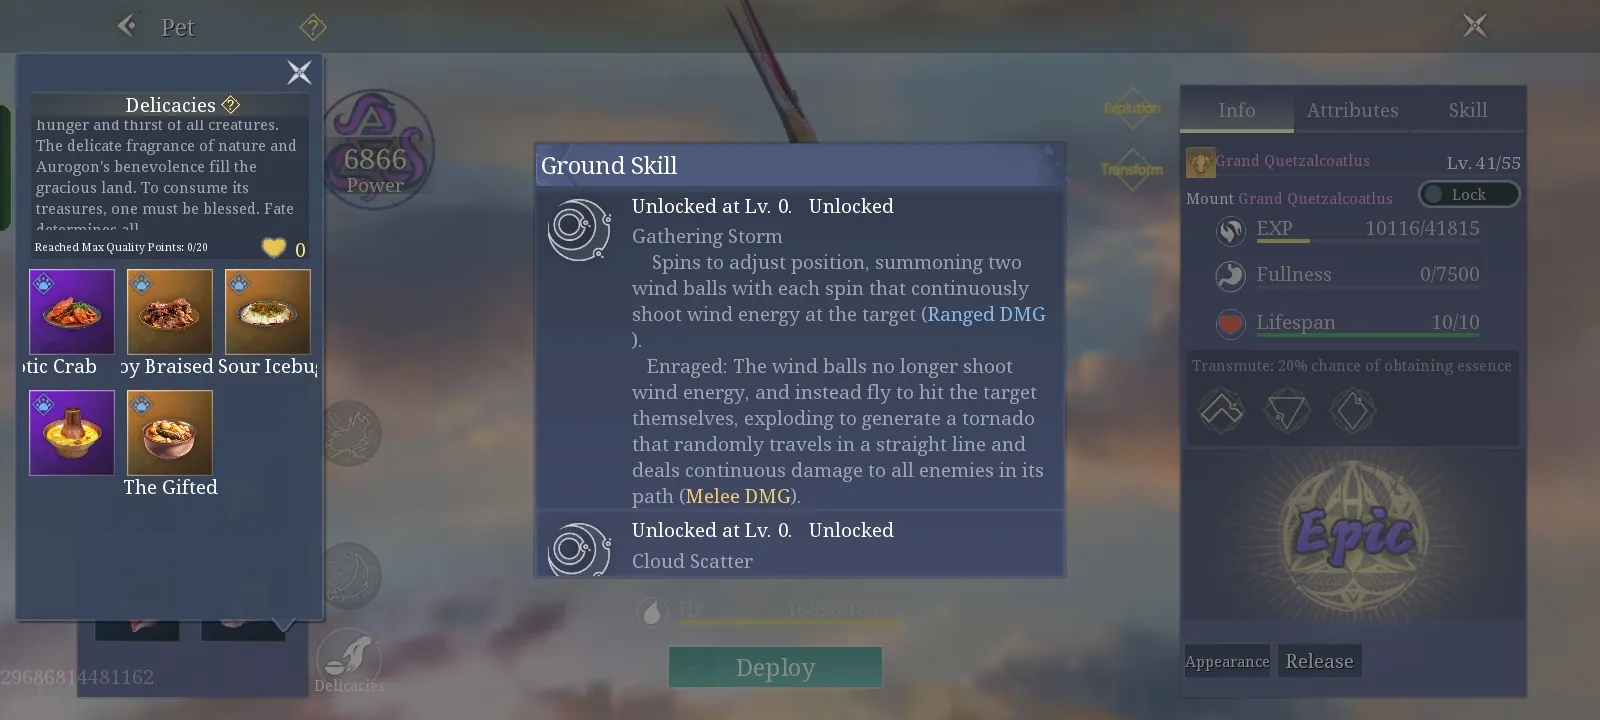 Pet
Delicacies
hunger and thirst of all creatures.
The delicate fragrance of nature and
Aurogon's benevolence fill the
gracious land. To consume its
treasures, one must be blessed. Fate
determines all
Reached Max Quality Points: 0/20
0
tic Crab
oy Braised
Sour Icebug
The Gifted
29686814481162
6866
Power
Delicacies
Ground Skill
Unlocked at Lv. 0. Unlocked
Gathering Storm
Spins to adjust position, summoning two
wind balls with each spin that continuously
shoot wind energy at the target (Ranged DMG
).
Enraged: The wind balls no longer shoot
wind energy, and instead fly to hit the target
themselves, exploding to generate a tornado
that randomly travels in a straight line and
deals continuous damage to all enemies in its
path (Melee DMG).
Unlocked at Lv. 0. Unlocked
Cloud Scatter
HP
Deploy
Evolution
Transform
Info
Attributes
Skill
Grand Quetzalcoatlus
Lv. 41/55
Mount Grand Quetzalcoatlus
Lock
EXP 10116/41815
Fullness 0/7500
Lifespan 10/10
Transmute: 20% chance of obtaining essence
Epic
Appearance
Release